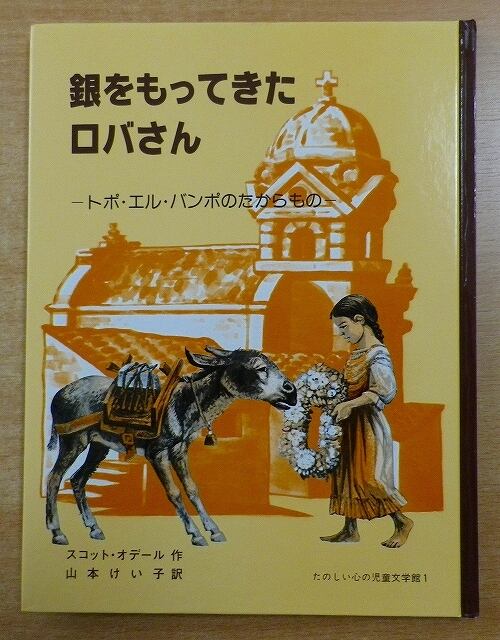 銀をもってきた
ロバさん
―トポ・エル・バンポのたからもの―
スコット・オデール 作
山本けい子訳
たのしい心の児童文学館1